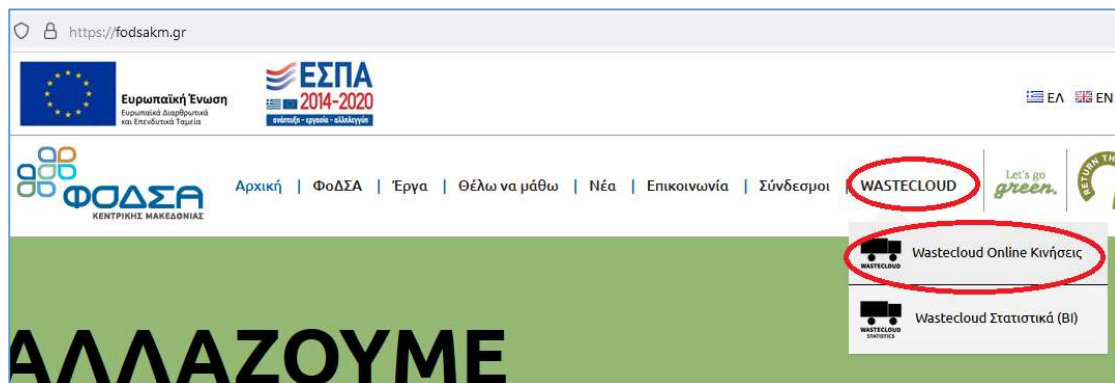 https://fodsakm.gr
Ευρωπαϊκή Ένωση
Ευρωπαϊκά Διαρθρωτικά
και Επενδυτικά Ταμεία
ΕΣΠΑ
2014-2020
ανάπτυξη - εργασία - αλληλεγγύη
ΕΛ EN
ΦΟΔΣΑ
ΚΕΝΤΡΙΚΗΣ ΜΑΚΕΔΟΝΙΑΣ
Αρχική | ΦοΔΣΑ | Έργα | Θέλω να μάθω | Νέα | Επικοινωνία | Σύνδεσμοι | WASTECLOUD
Let's go
green.
RETURN TH
WASTECLOUD
Wastecloud Online Κινήσεις
WASTECLOUD
STATISTICS
Wastecloud Στατιστικά (BI)
ΑΛΛΑΖΟΥΜΕ